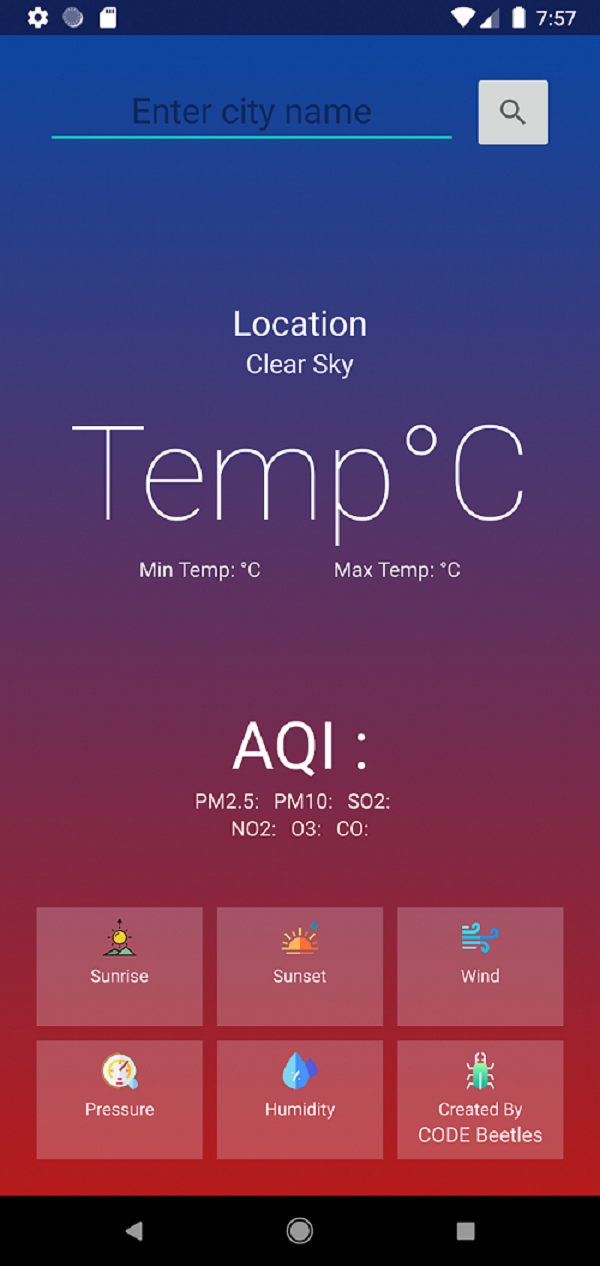 7:57
Enter city name
Location
Clear Sky
Temp°C
Min Temp: °C Max Temp: °C
AQI :
PM2.5: PM10: SO2:
NO2: O3: CO:
Sunrise Sunset Wind
Pressure Humidity Created By
CODE Beetles